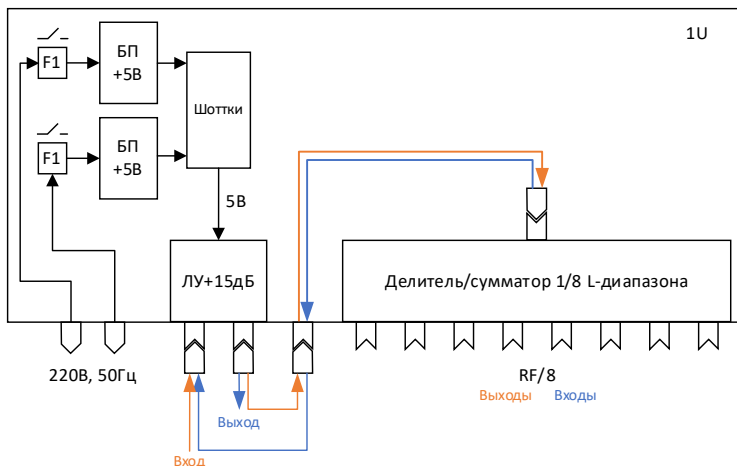 1U
F1
БП
+5В
Шоттки
F1
БП
+5В
5В
ЛУ+15дБ
Делитель/сумматор 1/8 L-диапазона
220В, 50Гц
RF/8
Выходы Входы
Выход
Вход